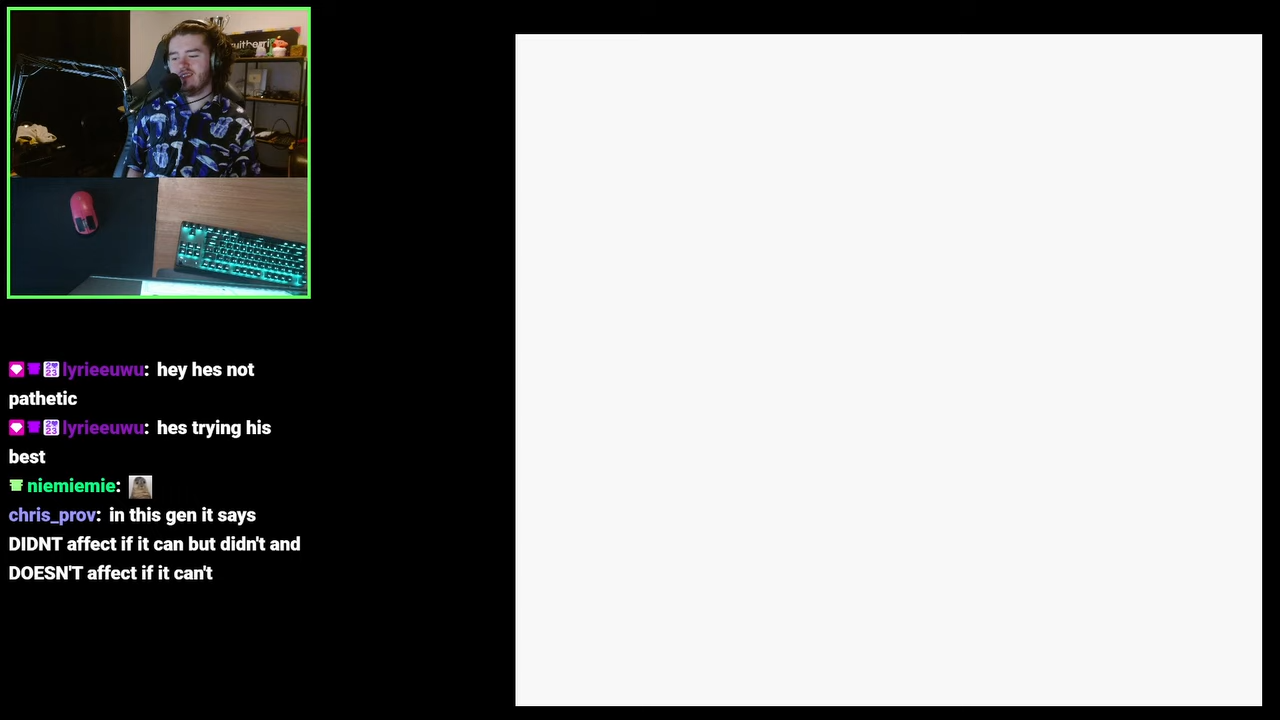 lyrieeuwu: hey hes not
pathetic
lyrieeuwu: hes trying his
best
niemiemie:
chris_prov: in this gen it says
DIDNT affect if it can but didn't and
DOESN'T affect if it can't